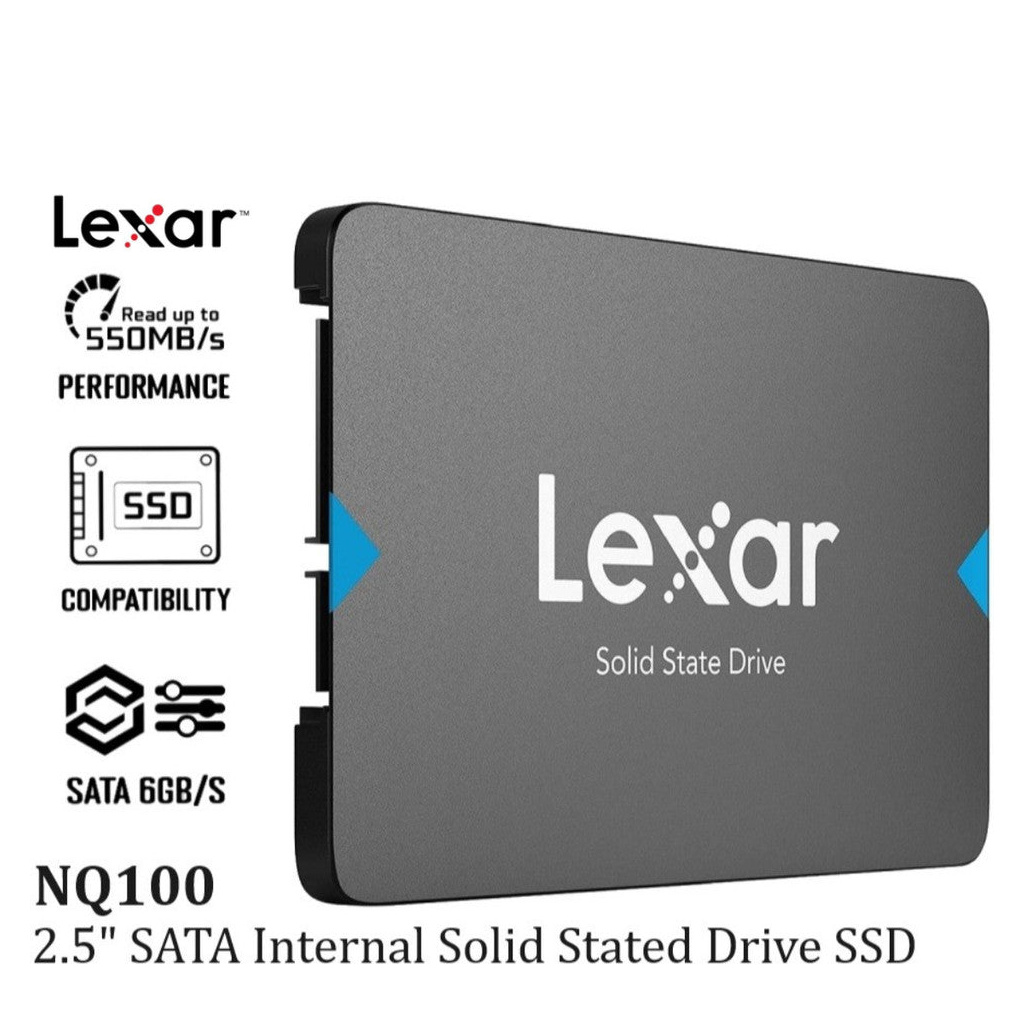 Lexar™
Read up to
550MB/s
PERFORMANCE
SSD
COMPATIBILITY
SATA 6GB/S
Lexar
Solid State Drive
NQ100
2.5" SATA Internal Solid Stated Drive SSD